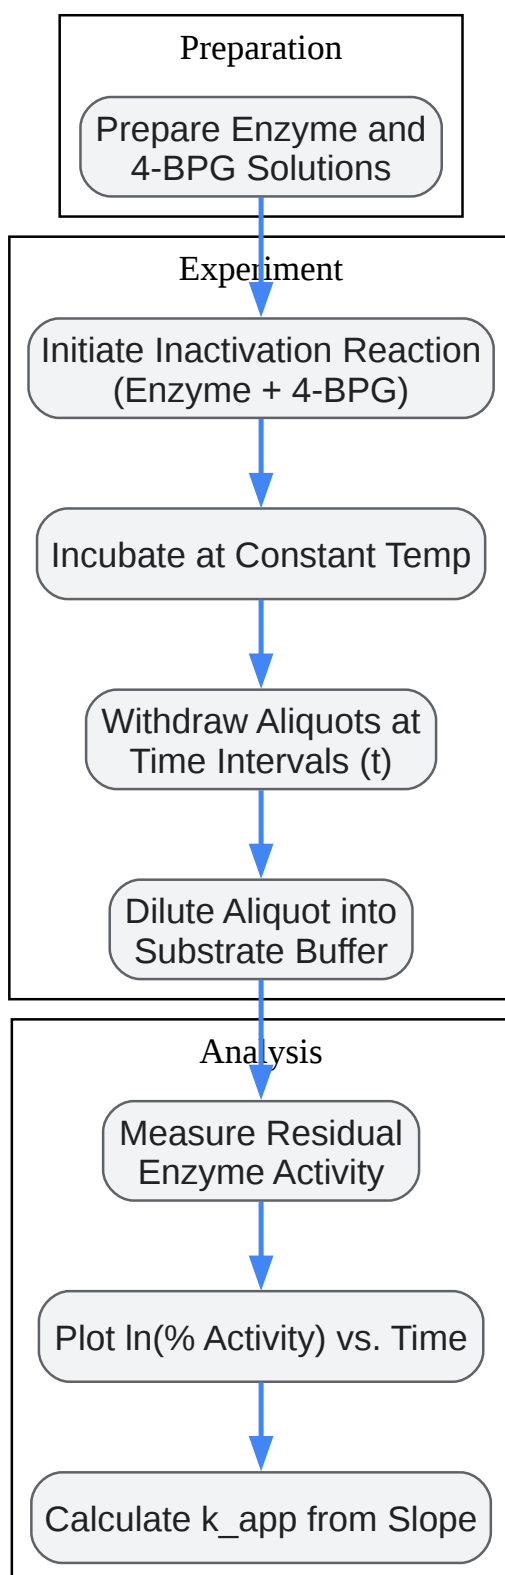 Preparation
Prepare Enzyme and
4-BPG Solutions
Experiment
Initiate Inactivation Reaction
(Enzyme + 4-BPG)
Incubate at Constant Temp
Withdraw Aliquots at
Time Intervals (t)
Dilute Aliquot into
Substrate Buffer
Analysis
Measure Residual
Enzyme Activity
Plot ln(% Activity) vs. Time
Calculate k_app from Slope